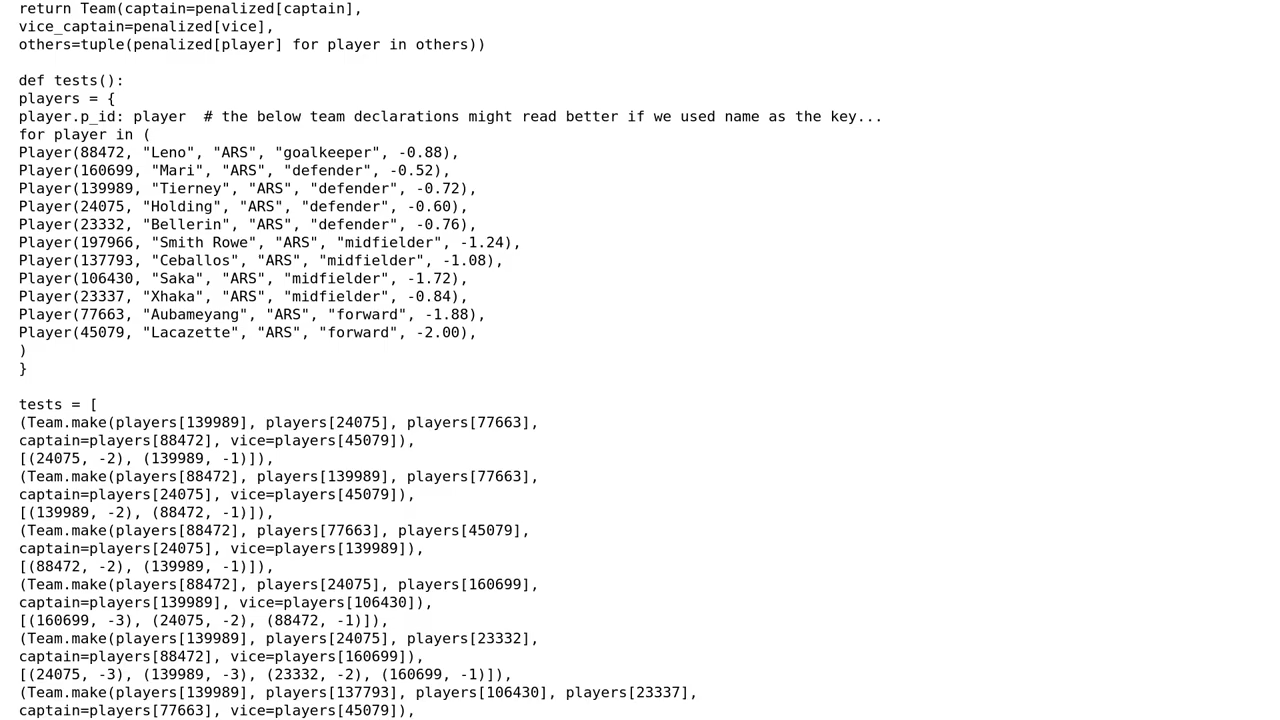 return Team(captain=penalized[captain],
vice_captain=penalized[vice],
others=tuple(penalized[player] for player in others))
def tests():
players = {
player.p_id: player  # the below team declarations might read better if we used name as the key...
for player in (
Player(88472, "Leno", "ARS", "goalkeeper", -0.88),
Player(160699, "Mari", "ARS", "defender", -0.52),
Player(139989, "Tierney", "ARS", "defender", -0.72),
Player(24075, "Holding", "ARS", "defender", -0.60),
Player(23332, "Bellerin", "ARS", "defender", -0.76),
Player(197966, "Smith Rowe", "ARS", "midfielder", -1.24),
Player(137793, "Ceballos", "ARS", "midfielder", -1.08),
Player(106430, "Saka", "ARS", "midfielder", -1.72),
Player(23337, "Xhaka", "ARS", "midfielder", -0.84),
Player(77663, "Aubameyang", "ARS", "forward", -1.88),
Player(45079, "Lacazette", "ARS", "forward", -2.00),
)
}
tests = [
(Team.make(players[139989], players[24075], players[77663],
captain=players[88472], vice=players[45079]),
[(24075, -2), (139989, -1)]),
(Team.make(players[88472], players[139989], players[77663],
captain=players[24075], vice=players[45079]),
[(139989, -2), (88472, -1)]),
(Team.make(players[88472], players[77663], players[45079],
captain=players[24075], vice=players[139989]),
[(88472, -2), (139989, -1)]),
(Team.make(players[88472], players[24075], players[160699],
captain=players[139989], vice=players[106430]),
[(160699, -3), (24075, -2), (88472, -1)]),
(Team.make(players[139989], players[24075], players[23332],
captain=players[88472], vice=players[160699]),
[(24075, -3), (139989, -3), (23332, -2), (160699, -1)]),
(Team.make(players[139989], players[137793], players[106430], players[23337],
captain=players[77663], vice=players[45079]),